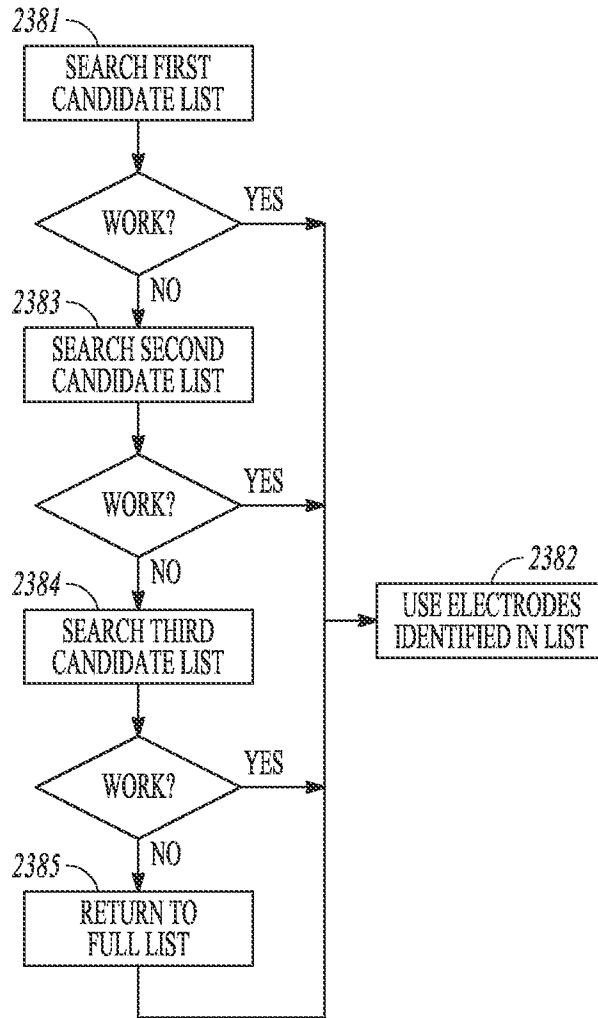 2381
SEARCH FIRST
CANDIDATE LIST
WORK?
YES
NO
2383
SEARCH SECOND
CANDIDATE LIST
WORK?
YES
NO
2384
SEARCH THIRD
CANDIDATE LIST
2382
USE ELECTRODES
IDENTIFIED IN LIST
WORK?
YES
NO
2385
RETURN TO
FULL LIST